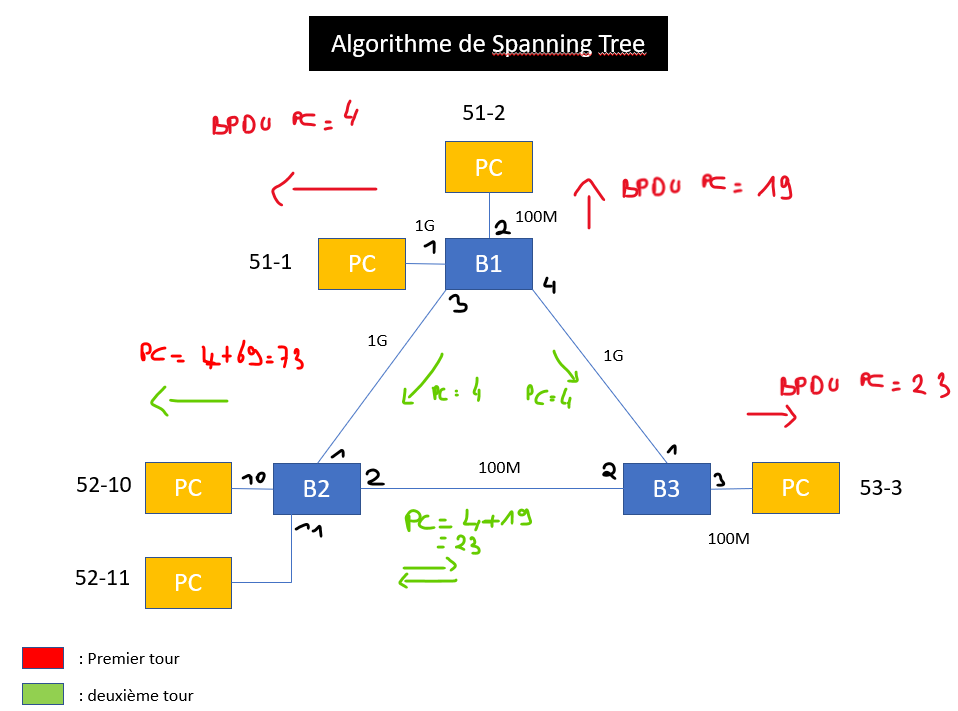 Algorithme de Spanning Tree
BPDU PC = 4
51-2
PC
BPDU PC = 19
1G
100M
1
2
51-1
PC
B1
3
4
1G
1G
PC = 4+69=73
PC = 4
PC=4
BPDU PC = 23
1
1
100M
52-10
PC
10
B2
2
2
B3
3
PC
53-3
11
PC = 4+19
= 23
100M
52-11
PC
: Premier tour
: deuxième tour